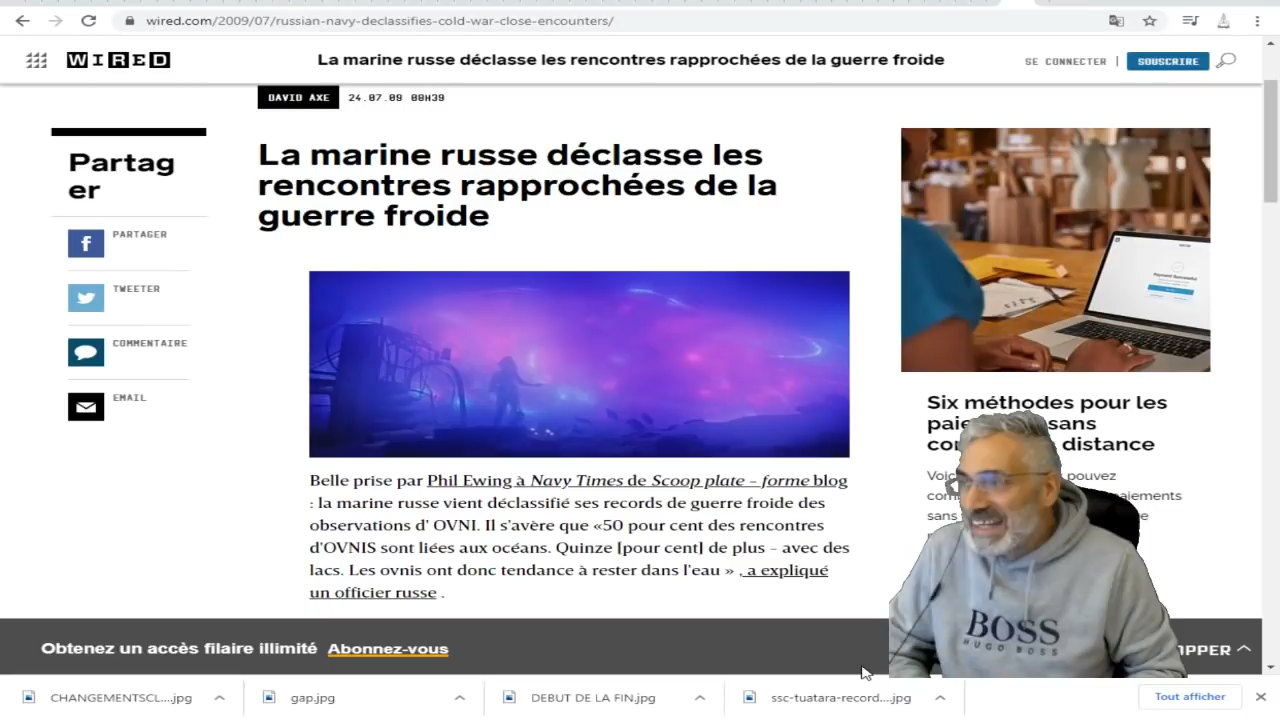 wired.com/2009/07/russian-navy-declassifies-cold-war-close-encounters/
WIRED
La marine russe déclasse les rencontres rapprochées de la guerre froide
SE CONNECTER |
SOUSCRIRE
DAVID AXE
24.07.09 00H39
Partag
er
PARTAGER
TWEETER
COMMENTAIRE
EMAIL
La marine russe déclasse les
rencontres rapprochées de la
guerre froide
Belle prise par Phil Ewing à Navy Times de Scoop plate – forme blog
: la marine russe vient déclassifié ses records de guerre froide des
observations d' OVNI. Il s'avère que «50 pour cent des rencontres
d'OVNIS sont liées aux océans. Quinze [pour cent] de plus – avec des
lacs. Les ovnis ont donc tendance à rester dans l'eau » , a expliqué
un officier russe .
Payment Successful
Six méthodes pour les
sans
distance
pouvez
paiements
sans
BOSS
HUGO BOSS
Obtenez un accès filaire illimité Abonnez-vous
CHANGEMENTSCL....jpg
gap.jpg
DEBUT DE LA FIN.jpg
ssc-tuatara-record....jpg
Tout afficher